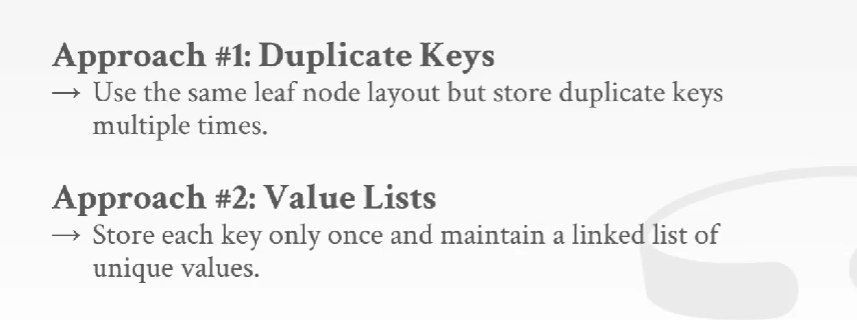 Approach #1: Duplicate Keys
→ Use the same leaf node layout but store duplicate keys
multiple times.
Approach #2: Value Lists
→ Store each key only once and maintain a linked list of
unique values.